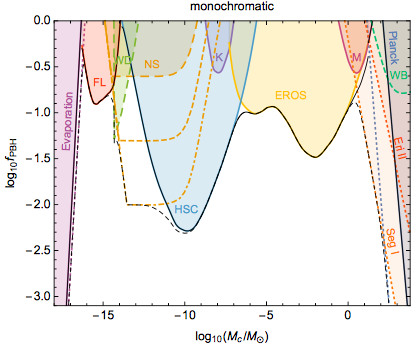 monochromatic
0.0
-0.5
-1.0
-1.5
-2.0
-2.5
-3.0
log₁₀ fPBH
Evaporation
FL
WD
NS
HSC
K
EROS
M
Planck
WB
Eri II
Seg I
-15
-10
-5
0
log₁₀(Mc/M⊙)